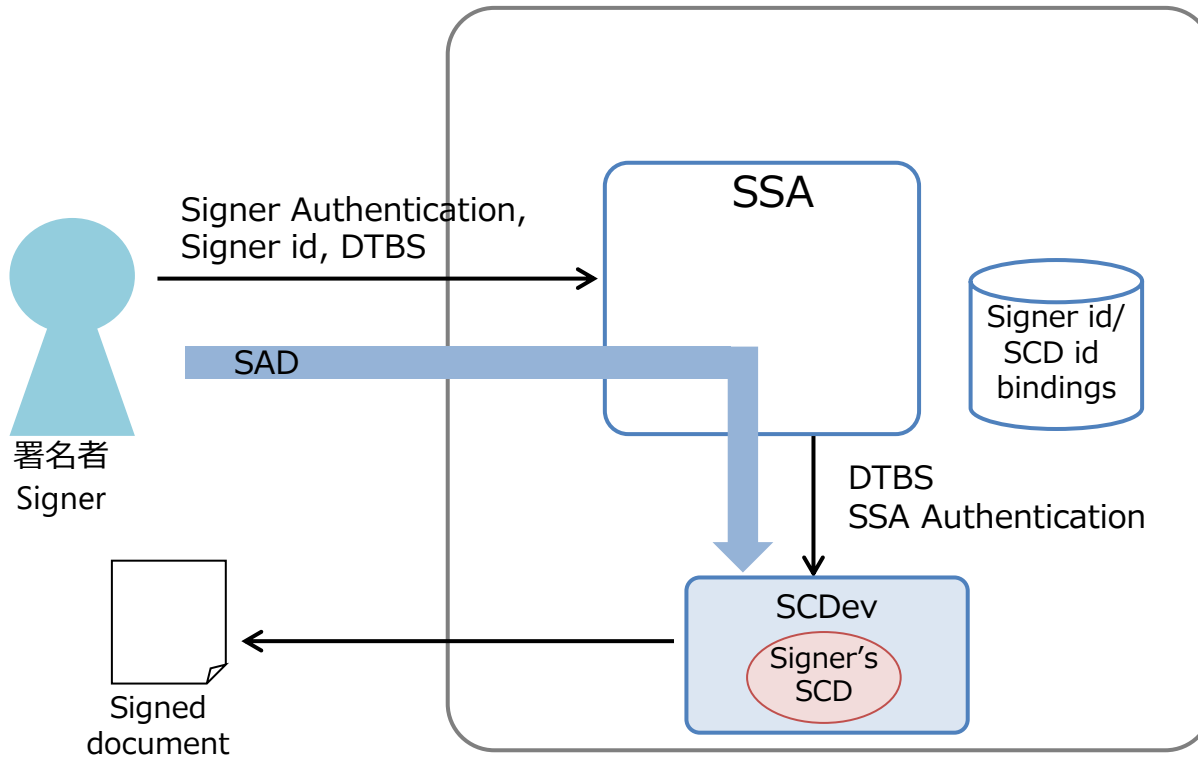 SSA
Signer Authentication,
Signer id, DTBS
Signer id/
SCD id
bindings
SAD
署名者
Signer
DTBS
SSA Authentication
SCDev
Signer’s
SCD
Signed
document